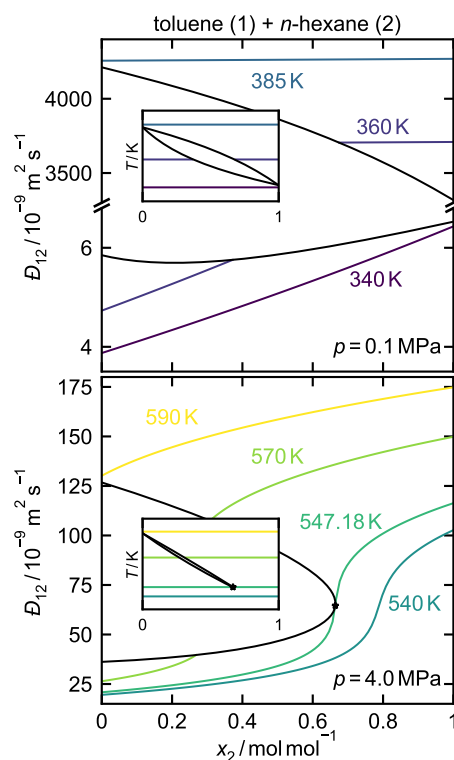 toluene (1) + n-hexane (2)
4000
3500
6
4
Đ₁₂ / 10⁻⁹ m² s⁻¹
385 K
360 K
340 K
T / K
0
1
p = 0.1 MPa
175
150
125
100
75
50
25
Đ₁₂ / 10⁻⁹ m² s⁻¹
590 K
570 K
547.18 K
540 K
T / K
0
1
p = 4.0 MPa
0 0.2 0.4 0.6 0.8 1
x₂ / mol mol⁻¹